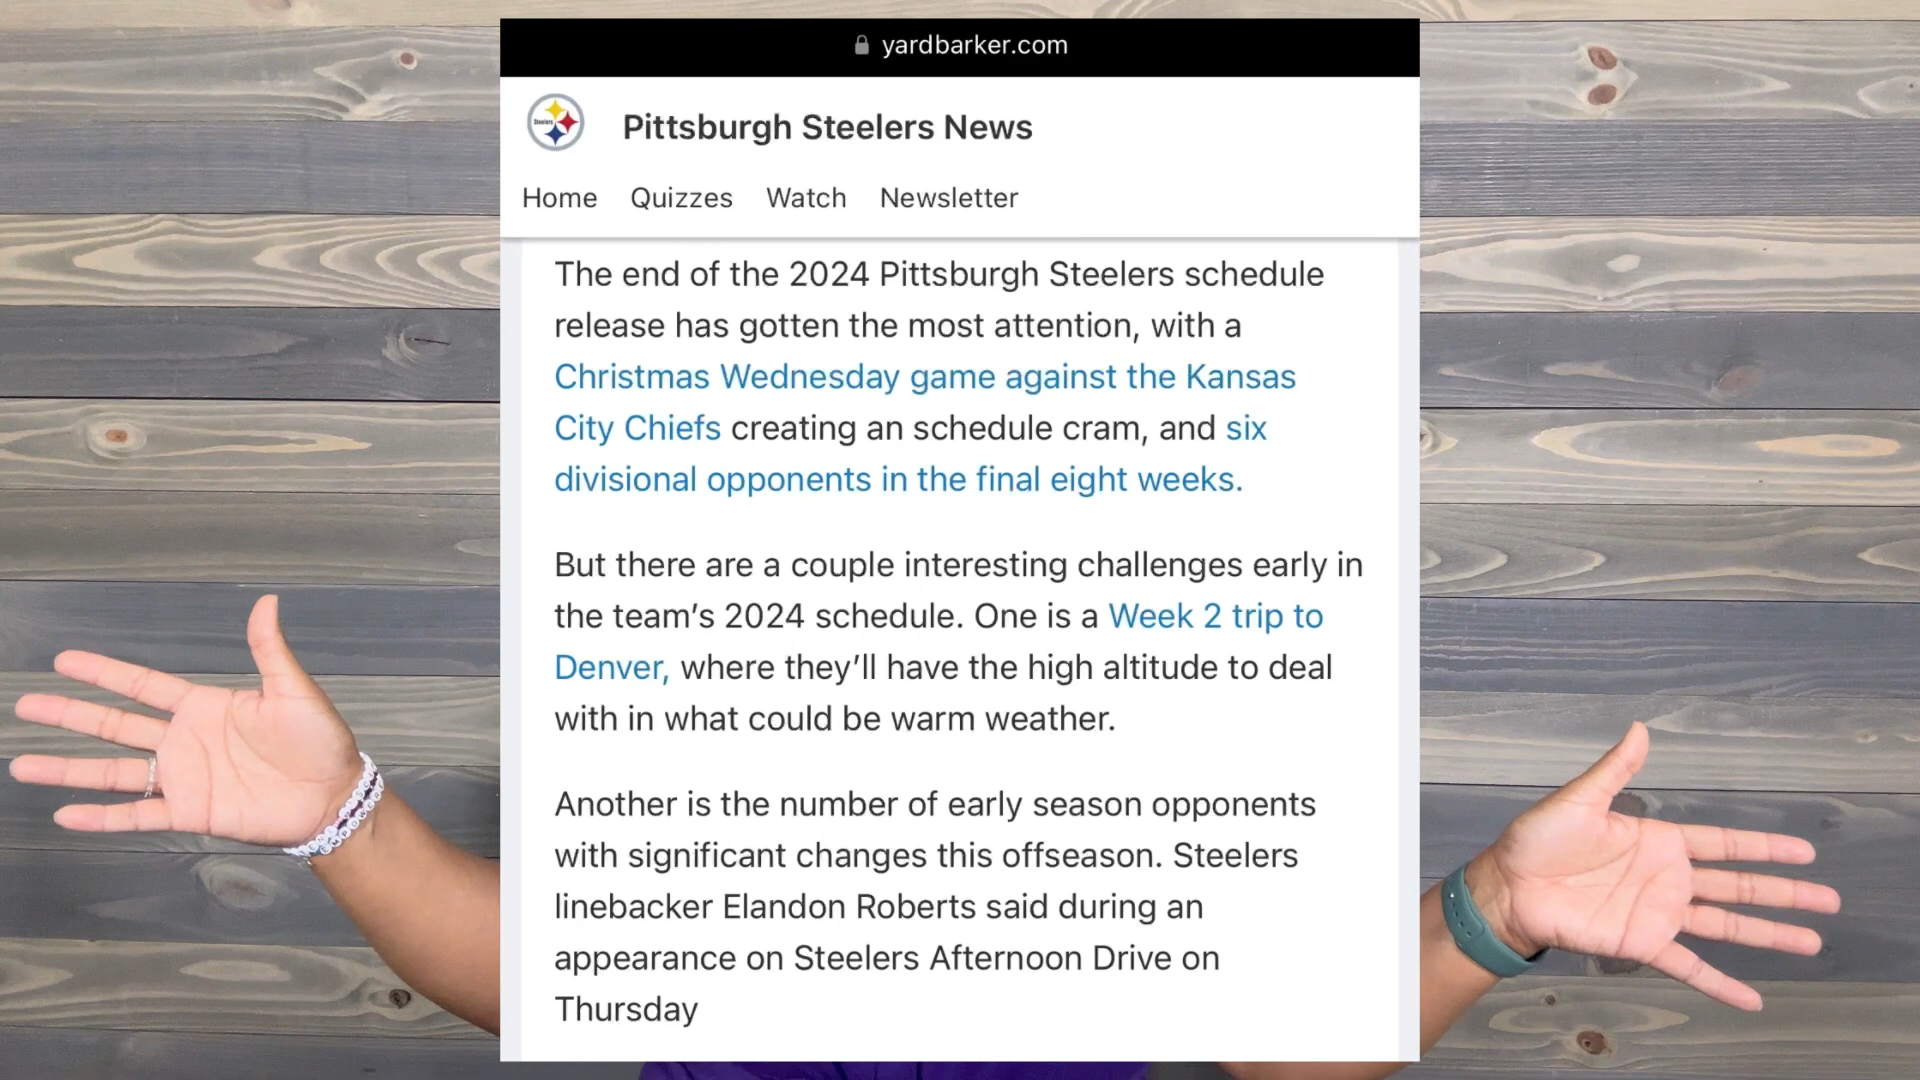 yardbarker.com
Steelers
Pittsburgh Steelers News
Home Quizzes Watch Newsletter
The end of the 2024 Pittsburgh Steelers schedule
release has gotten the most attention, with a
Christmas Wednesday game against the Kansas
City Chiefs creating an schedule cram, and six
divisional opponents in the final eight weeks.
But there are a couple interesting challenges early in
the team’s 2024 schedule. One is a Week 2 trip to
Denver, where they’ll have the high altitude to deal
with in what could be warm weather.
Another is the number of early season opponents
with significant changes this offseason. Steelers
linebacker Elandon Roberts said during an
appearance on Steelers Afternoon Drive on
Thursday